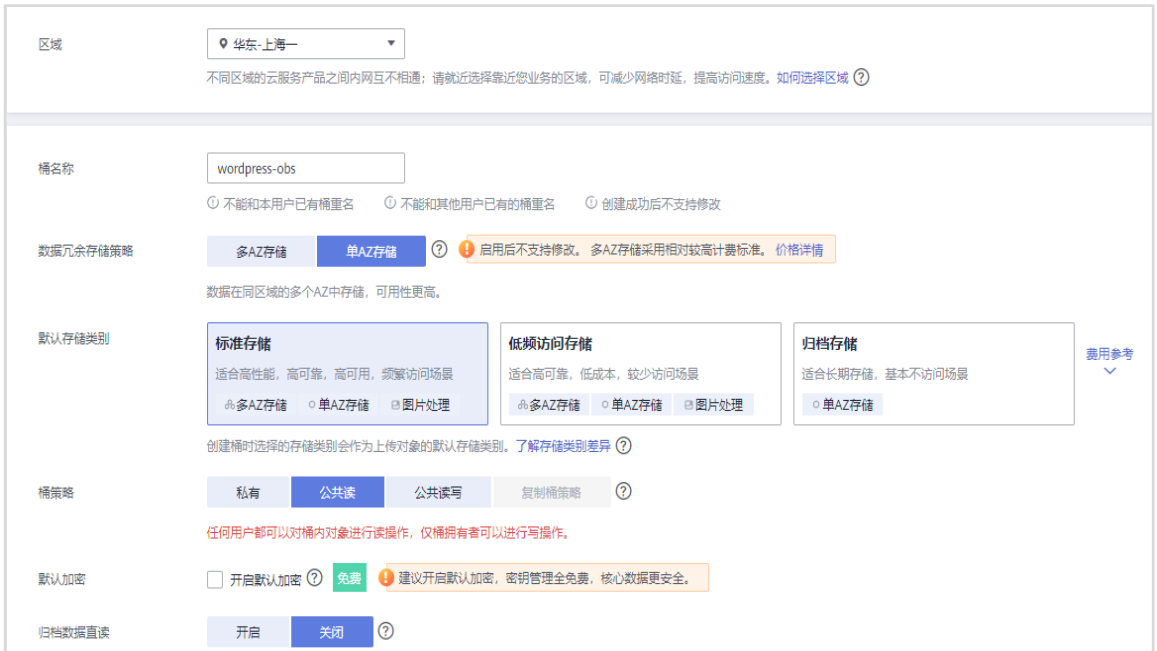 区域
华东-上海一
不同区域的云服务产品之间内网互不相通；请就近选择靠近您业务的区域，可减少网络时延，提高访问速度。如何选择区域
桶名称
wordpress-obs
不能和本用户已有桶重名 不能和其他用户已有的桶重名 创建成功后不支持修改
数据冗余存储策略
多AZ存储 单AZ存储 启用后不支持修改。 多AZ存储采用相对较高计费标准。 价格详情
数据在同区域的多个AZ中存储，可用性更高。
默认存储类别
标准存储 低频访问存储 归档存储
费用参考
适合高性能，高可靠，高可用，频繁访问场景 适合高可靠，低成本，较少访问场景 适合长期存储，基本不访问场景
多AZ存储 单AZ存储 图片处理 多AZ存储 单AZ存储 图片处理 单AZ存储
创建桶时选择的存储类别会作为上传对象的默认存储类别。了解存储类别差异
桶策略
私有 公共读 公共读写 复制桶策略
任何用户都可以对桶内对象进行读操作，仅桶拥有者可以进行写操作。
默认加密
开启默认加密 免费 建议开启默认加密，密钥管理全免费，核心数据更安全。
归档数据直读
开启 关闭